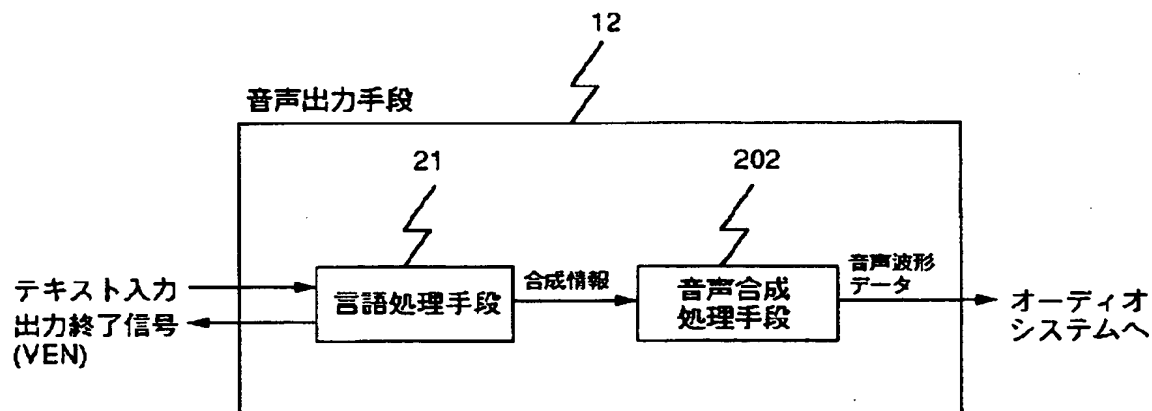 12
音声出力手段
21
202
テキスト入力
出力終了信号
(VEN)
言語処理手段
合成情報
音声合成
処理手段
音声波形
データ
オーディオ
システムへ